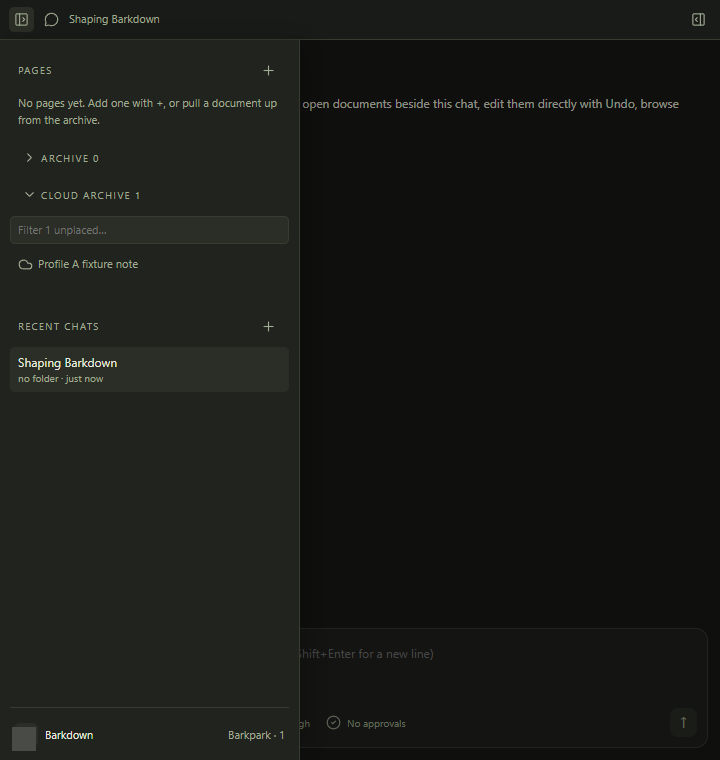 Shaping Barkdown
PAGES
No pages yet. Add one with +, or pull a document up
from the archive.
open documents beside this chat, edit them directly with Undo, browse
ARCHIVE 0
CLOUD ARCHIVE 1
Filter 1 unplaced...
Profile A fixture note
RECENT CHATS
Shaping Barkdown
no folder · just now
Shift+Enter for a new line)
No approvals
Barkdown
Barkpark · 1